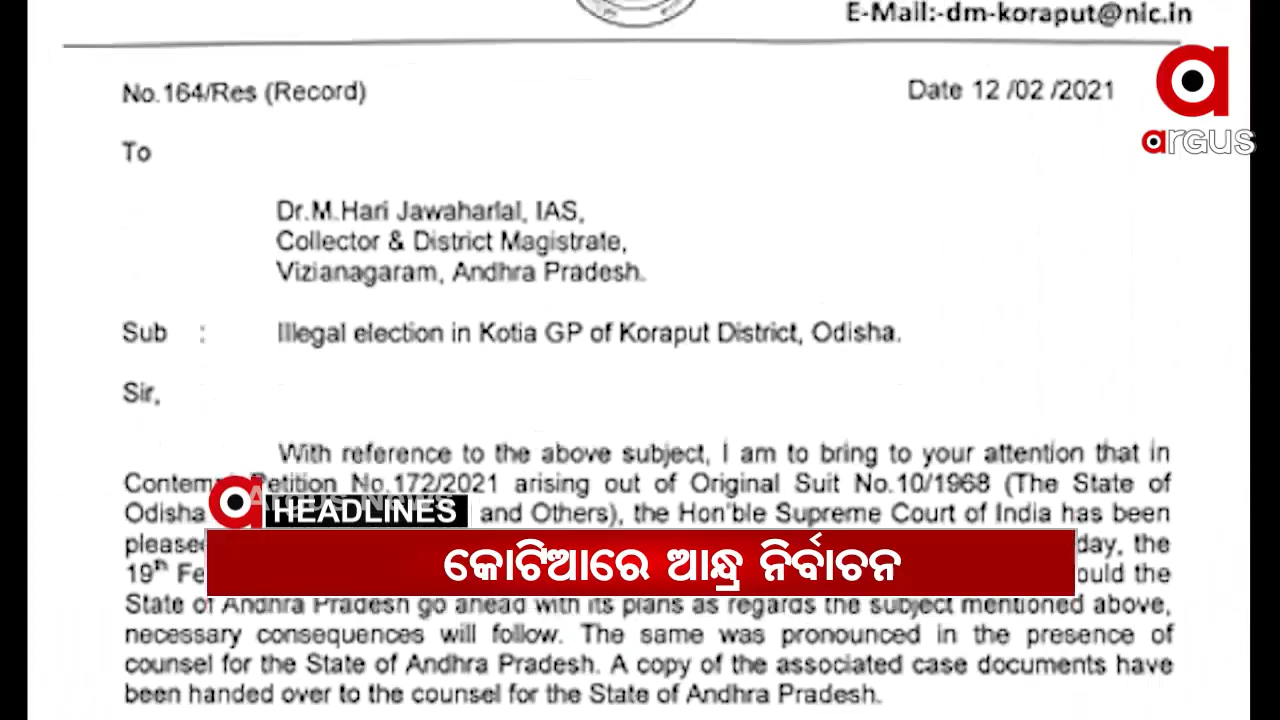 E-Mail:-dm-koraput@nic.in
No.164/Res (Record)
Date 12 /02 /2021
argus
To
Dr.M.Hari Jawaharlal, IAS,
Collector & District Magistrate,
Vizianagaram, Andhra Pradesh.
Sub : Illegal election in Kotia GP of Koraput District, Odisha.
Sir,
With reference to the above subject, I am to bring to your attention that in
Petition No.172/2021 arising out of Original Suit No.10/1968 (The State of
Odisha and Others), the Hon'ble Supreme Court of India has been
HEADLINES
the
19th
the
କୋଟିଆରେ ଆନ୍ଧ୍ର ନିର୍ବାଚନ
State of Andhra Pradesh go ahead with its plans as regards the subject mentioned above,
necessary consequences will follow. The same was pronounced in the presence of
counsel for the State of Andhra Pradesh. A copy of the associated case documents have
been handed over to the counsel for the State of Andhra Pradesh.